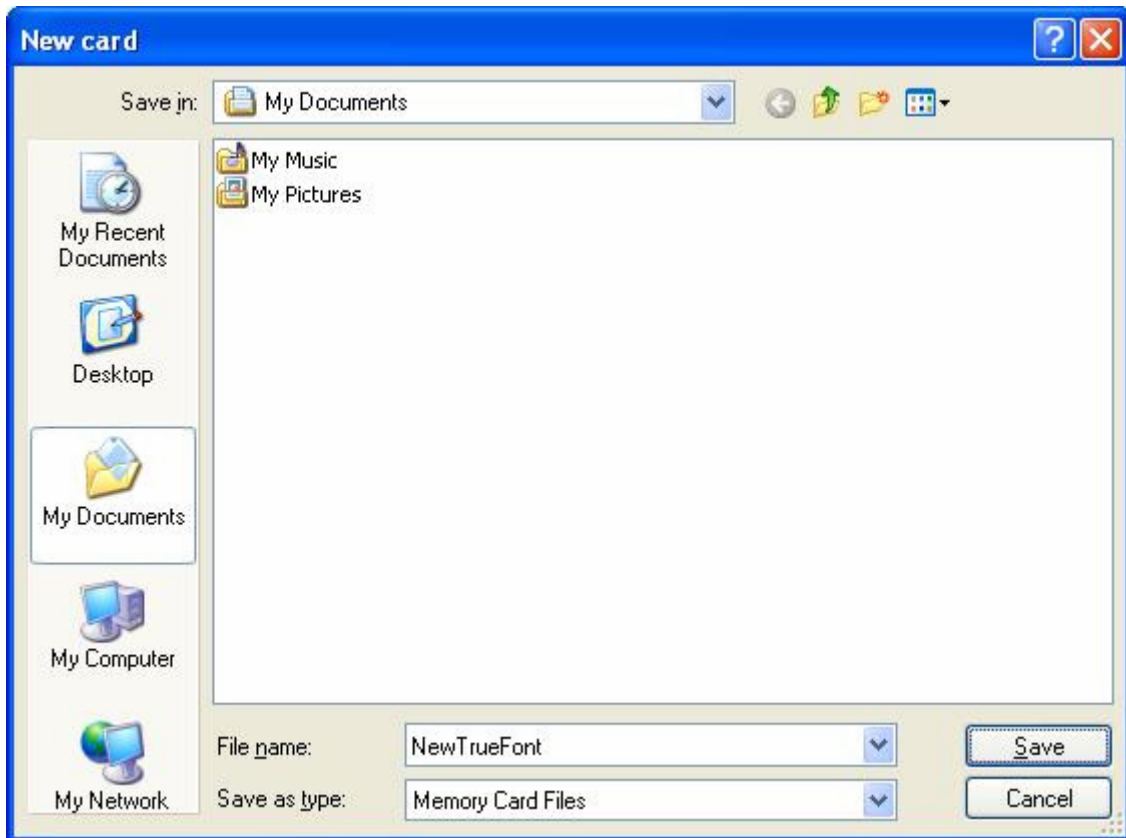 New card
Save in: My Documents
My Music
My Pictures
My Recent
Documents
Desktop
My Documents
My Computer
My Network
File name: NewTrueFont Save
Save as type: Memory Card Files Cancel